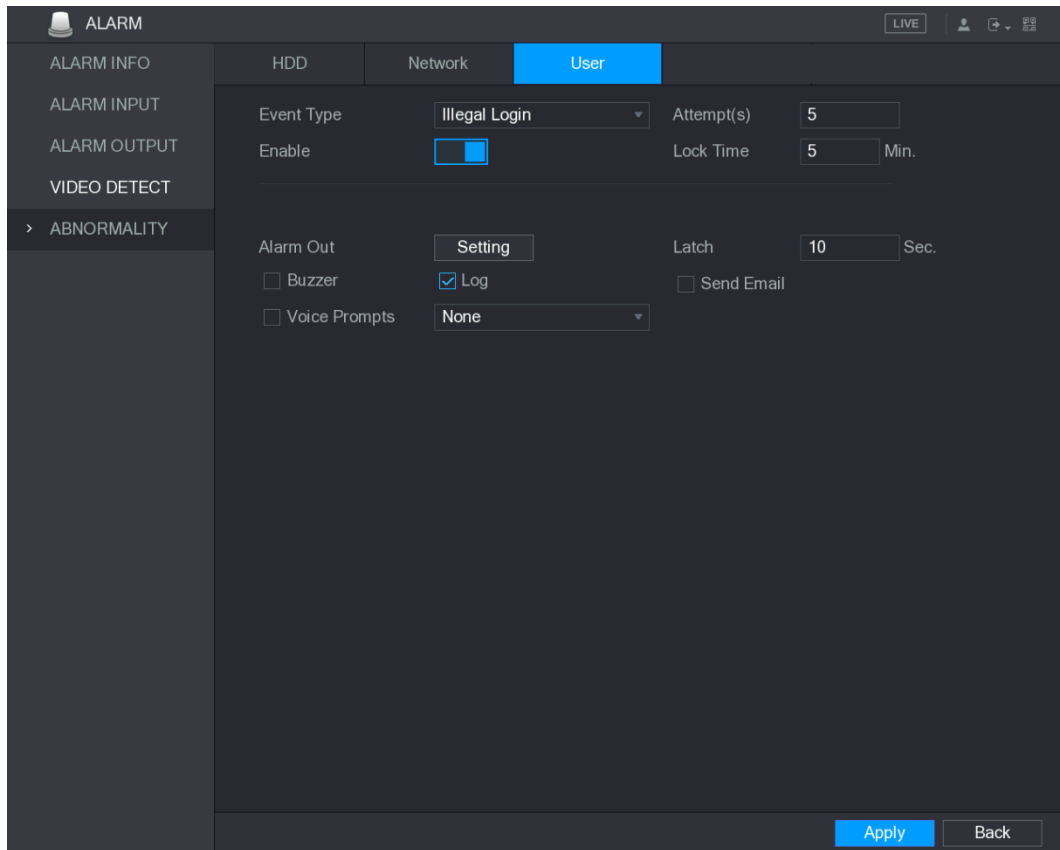 ALARM
LIVE
ALARM INFO
ALARM INPUT
ALARM OUTPUT
VIDEO DETECT
ABNORMALITY
HDD Network User
Event Type Illegal Login Attempt(s) 5
Enable Lock Time 5 Min.
Alarm Out Setting Latch 10 Sec.
Buzzer Log Send Email
Voice Prompts None
Apply Back